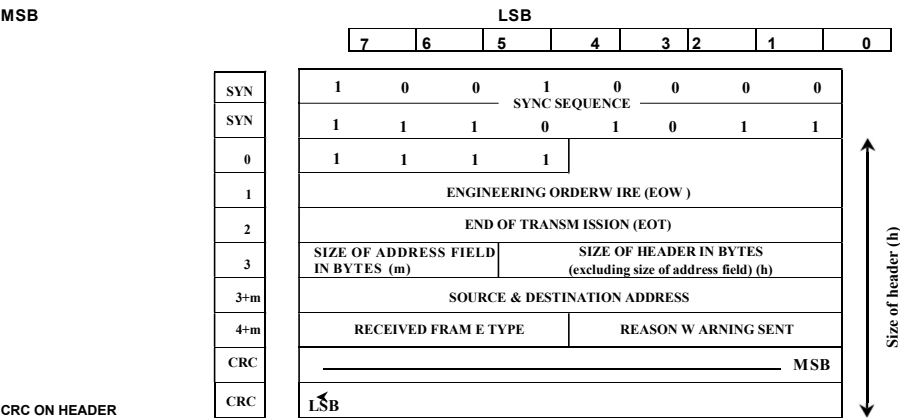 MSB LSB
7 6 5 4 3 2 1 0
SYN 1 0 0 1 0 0 0 0
SYNC SEQUENCE
SYN 1 1 1 0 1 0 1 1
0 1 1 1 1
1 ENGINEERING ORDERW IRE (EOW )
2 END OF TRANSM ISSION (EOT)
3 SIZE OF ADDRESS FIELD IN BYTES (m) SIZE OF HEADER IN BYTES (excluding size of address field) (h)
3+m SOURCE & DESTINATION ADDRESS
4+m RECEIVED FRAM E TYPE REASON W ARNING SENT
CRC MSB
CRC LSB
CRC ON HEADER
Size of header (h)